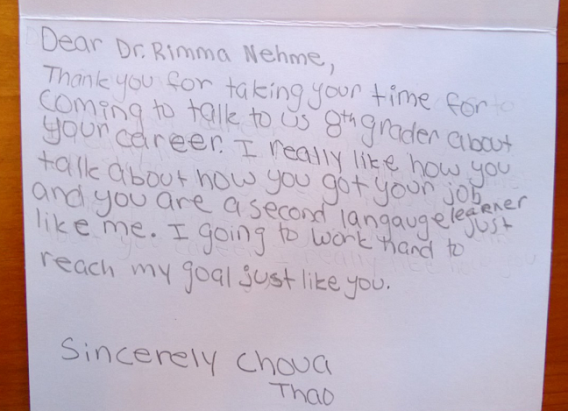 Dear Dr. Rimma Nehme,
Thank you for taking your time for
coming to talk to us 8th grader about
your career. I really like how you
talk about how you got your job
and you are a second langauge learner just
like me. I going to work hard to
reach my goal just like you.
Sincerely Choua
Thao